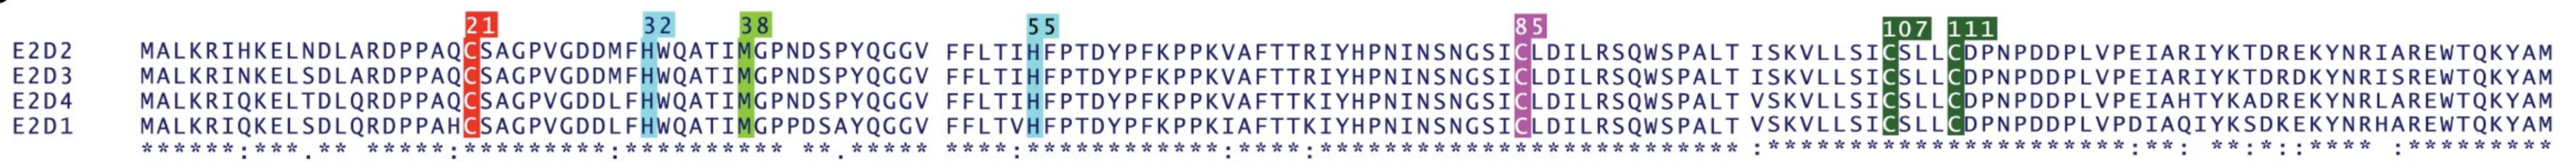 21 32 38 55 85 107 111
E2D2 MALKRIHKELNDLARDPPAQCSAGPVGDDMFHWQATIMGPNDSPYQGGV FFLTIHFPTDYPFKPPKVAFTTRIYHPNINSNGSICLDILRSQWSPALT ISKVLLSICSLLCDPNPDDPLVPEIARIYKTDREKYNRIAREWTQKYAM
E2D3 MALKRINKELSDLARDPPAQCSAGPVGDDMFHWQATIMGPNDSPYQGGV FFLTIHFPTDYPFKPPKVAFTTRIYHPNINSNGSICLDILRSQWSPALT ISKVLLSICSLLCDPNPDDPLVPEIARIYKTDRDKYNRISREWTQKYAM
E2D4 MALKRIQKELTDLQRDPPAQCSAGPVGDDLFHWQATIMGPNDSPYQGGV FFLTIHFPTDYPFKPPKVAFTTKIYHPNINSNGSICLDILRSQWSPALT VSKVLLSICSLLCDPNPDDPLVPEIAHTYKADREKYNRLAREWTQKYAM
E2D1 MALKRIQKELSDLQRDPPAHCSAGPVGDDLFHWQATIMGPPDSAYQGGV FFLTVHFPTDYPFKPPKIAFTTKIYHPNINSNGSICLDILRSQWSPALT VSKVLLSICSLLCDPNPDDPLVPDIAQIYKSDKEKYNRHAREWTQKYAM
******:***.** *****:*********:********** **.***** ****:************:****:************************** :**********************:**: **:*::**** :*********